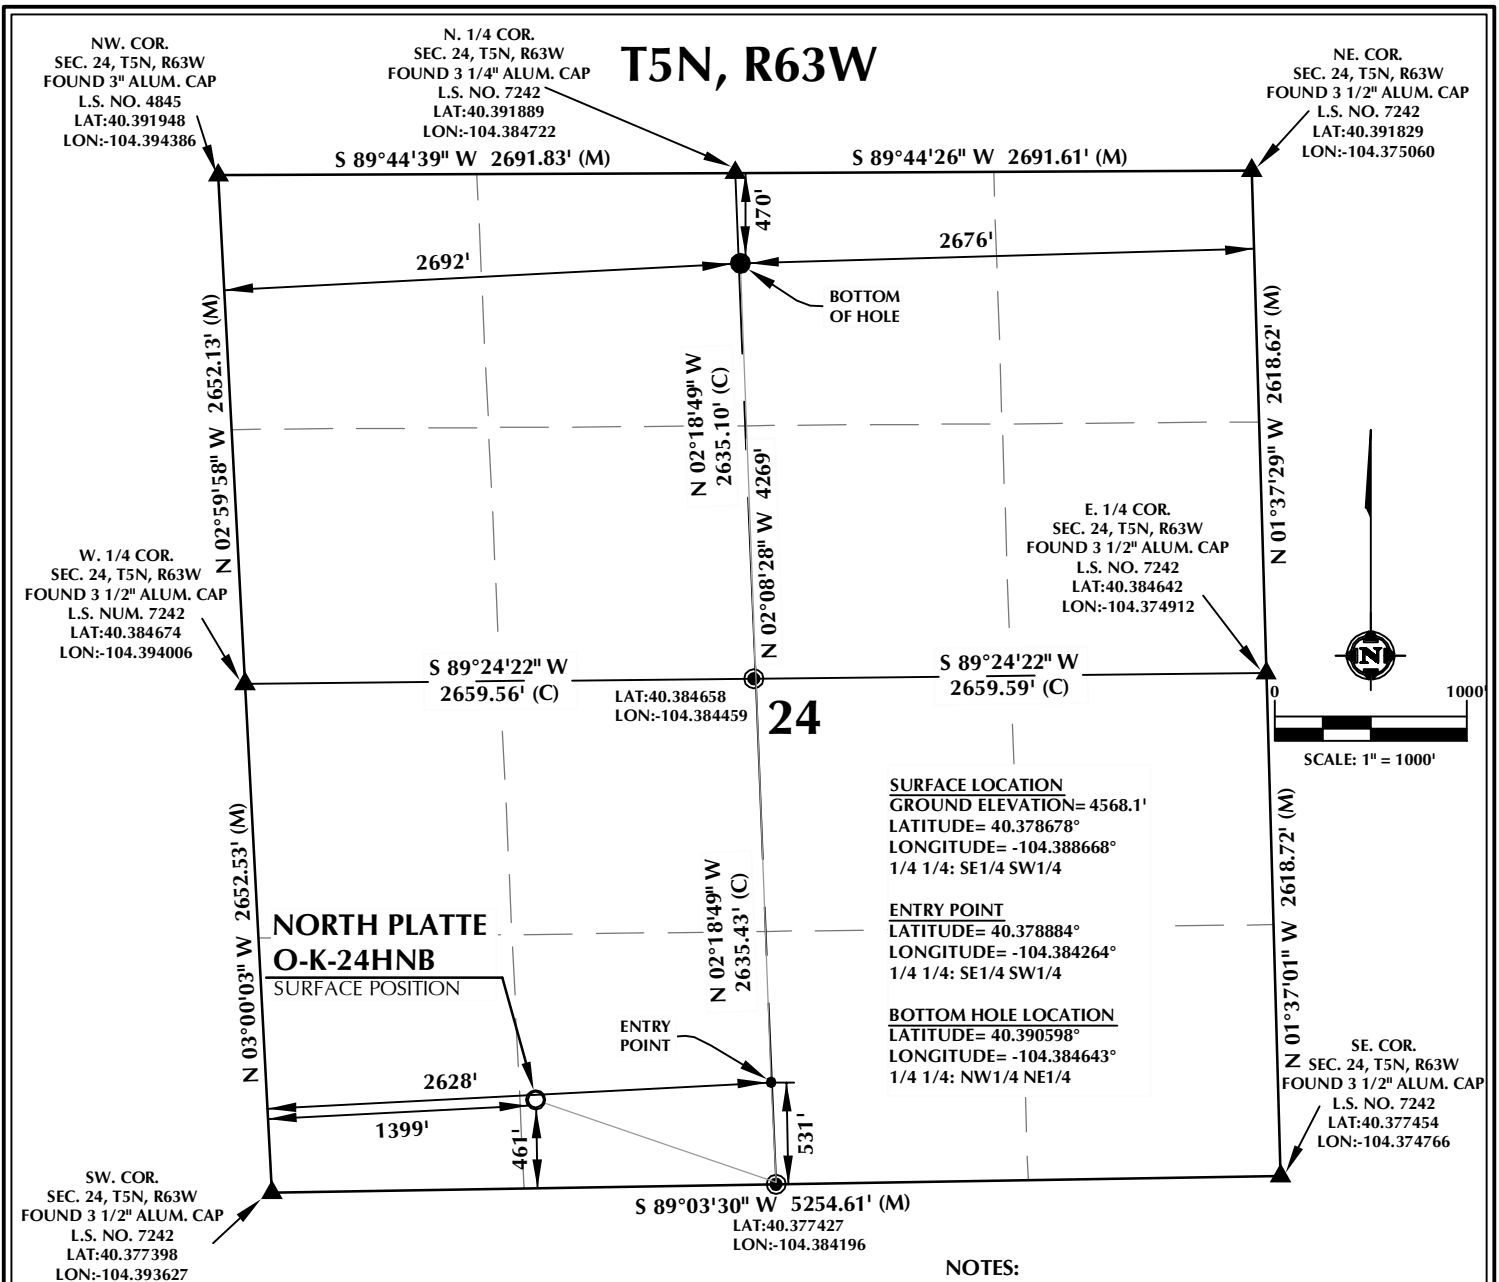 T5N, R63W
NW. COR.
SEC. 24, T5N, R63W
FOUND 3" ALUM. CAP
L.S. NO. 4845
LAT:40.391948
LON:-104.394386
N. 1/4 COR.
SEC. 24, T5N, R63W
FOUND 3 1/4" ALUM. CAP
L.S. NO. 7242
LAT:40.391889
LON:-104.384722
NE. COR.
SEC. 24, T5N, R63W
FOUND 3 1/2" ALUM. CAP
L.S. NO. 7242
LAT:40.391829
LON:-104.375060
S 89°44'39" W 2691.83' (M)
S 89°44'26" W 2691.61' (M)
470'
2692'
2676'
BOTTOM
OF HOLE
N 02°59'58" W 2652.13' (M)
N 02°18'49" W
2635.10' (C)
N 02°08'28" W 4269'
N 01°37'29" W 2618.62' (M)
W. 1/4 COR.
SEC. 24, T5N, R63W
FOUND 3 1/2" ALUM. CAP
L.S. NUM. 7242
LAT:40.384674
LON:-104.394006
E. 1/4 COR.
SEC. 24, T5N, R63W
FOUND 3 1/2" ALUM. CAP
L.S. NO. 7242
LAT:40.384642
LON:-104.374912
N
S 89°24'22" W
2659.56' (C)
S 89°24'22" W
2659.59' (C)
LAT:40.384658
LON:-104.384459
24
0 1000'
SCALE: 1" = 1000'
SURFACE LOCATION
GROUND ELEVATION= 4568.1'
LATITUDE= 40.378678°
LONGITUDE= -104.388668°
1/4 1/4: SE1/4 SW1/4
ENTRY POINT
LATITUDE= 40.378884°
LONGITUDE= -104.384264°
1/4 1/4: SE1/4 SW1/4
BOTTOM HOLE LOCATION
LATITUDE= 40.390598°
LONGITUDE= -104.384643°
1/4 1/4: NW1/4 NE1/4
N 03°00'03" W 2652.53' (M)
NORTH PLATTE
O-K-24HNB
SURFACE POSITION
N 02°18'49" W
2635.43' (C)
N 01°37'01" W 2618.72' (M)
ENTRY
POINT
2628'
1399'
461'
531'
SE. COR.
SEC. 24, T5N, R63W
FOUND 3 1/2" ALUM. CAP
L.S. NO. 7242
LAT:40.377454
LON:-104.374766
SW. COR.
SEC. 24, T5N, R63W
FOUND 3 1/2" ALUM. CAP
L.S. NO. 7242
LAT:40.377398
LON:-104.393627
S 89°03'30" W 5254.61' (M)
LAT:40.377427
LON:-104.384196
NOTES: